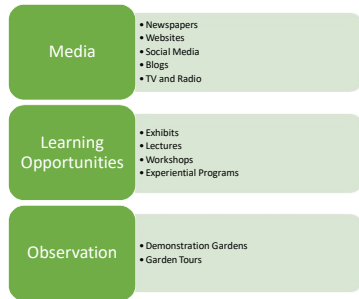 Media
• Newspapers
• Websites
• Social Media
• Blogs
• TV and Radio
Learning
Opportunities
• Exhibits
• Lectures
• Workshops
• Experiential Programs
Observation
• Demonstration Gardens
• Garden Tours